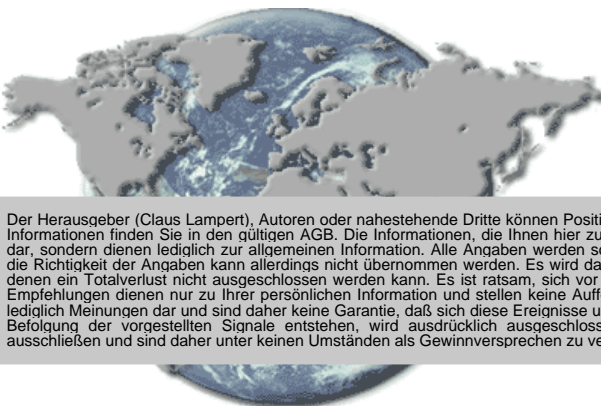 Der Herausgeber (Claus Lampert), Autoren oder nahestehende Dritte können Positi
Informationen finden Sie in den gültigen AGB. Die Informationen, die Ihnen hier zu
dar, sondern dienen lediglich zur allgemeinen Information. Alle Angaben werden so
die Richtigkeit der Angaben kann allerdings nicht übernommen werden. Es wird da
denen ein Totalverlust nicht ausgeschlossen werden kann. Es ist ratsam, sich vor
Empfehlungen dienen nur zu Ihrer persönlichen Information und stellen keine Auff
lediglich Meinungen dar und sind daher keine Garantie, daß sich diese Ereignisse u
Befolgung der vorgestellten Signale entstehen, wird ausdrücklich ausgeschloss
ausschließen und sind daher unter keinen Umständen als Gewinnversprechen zu ve